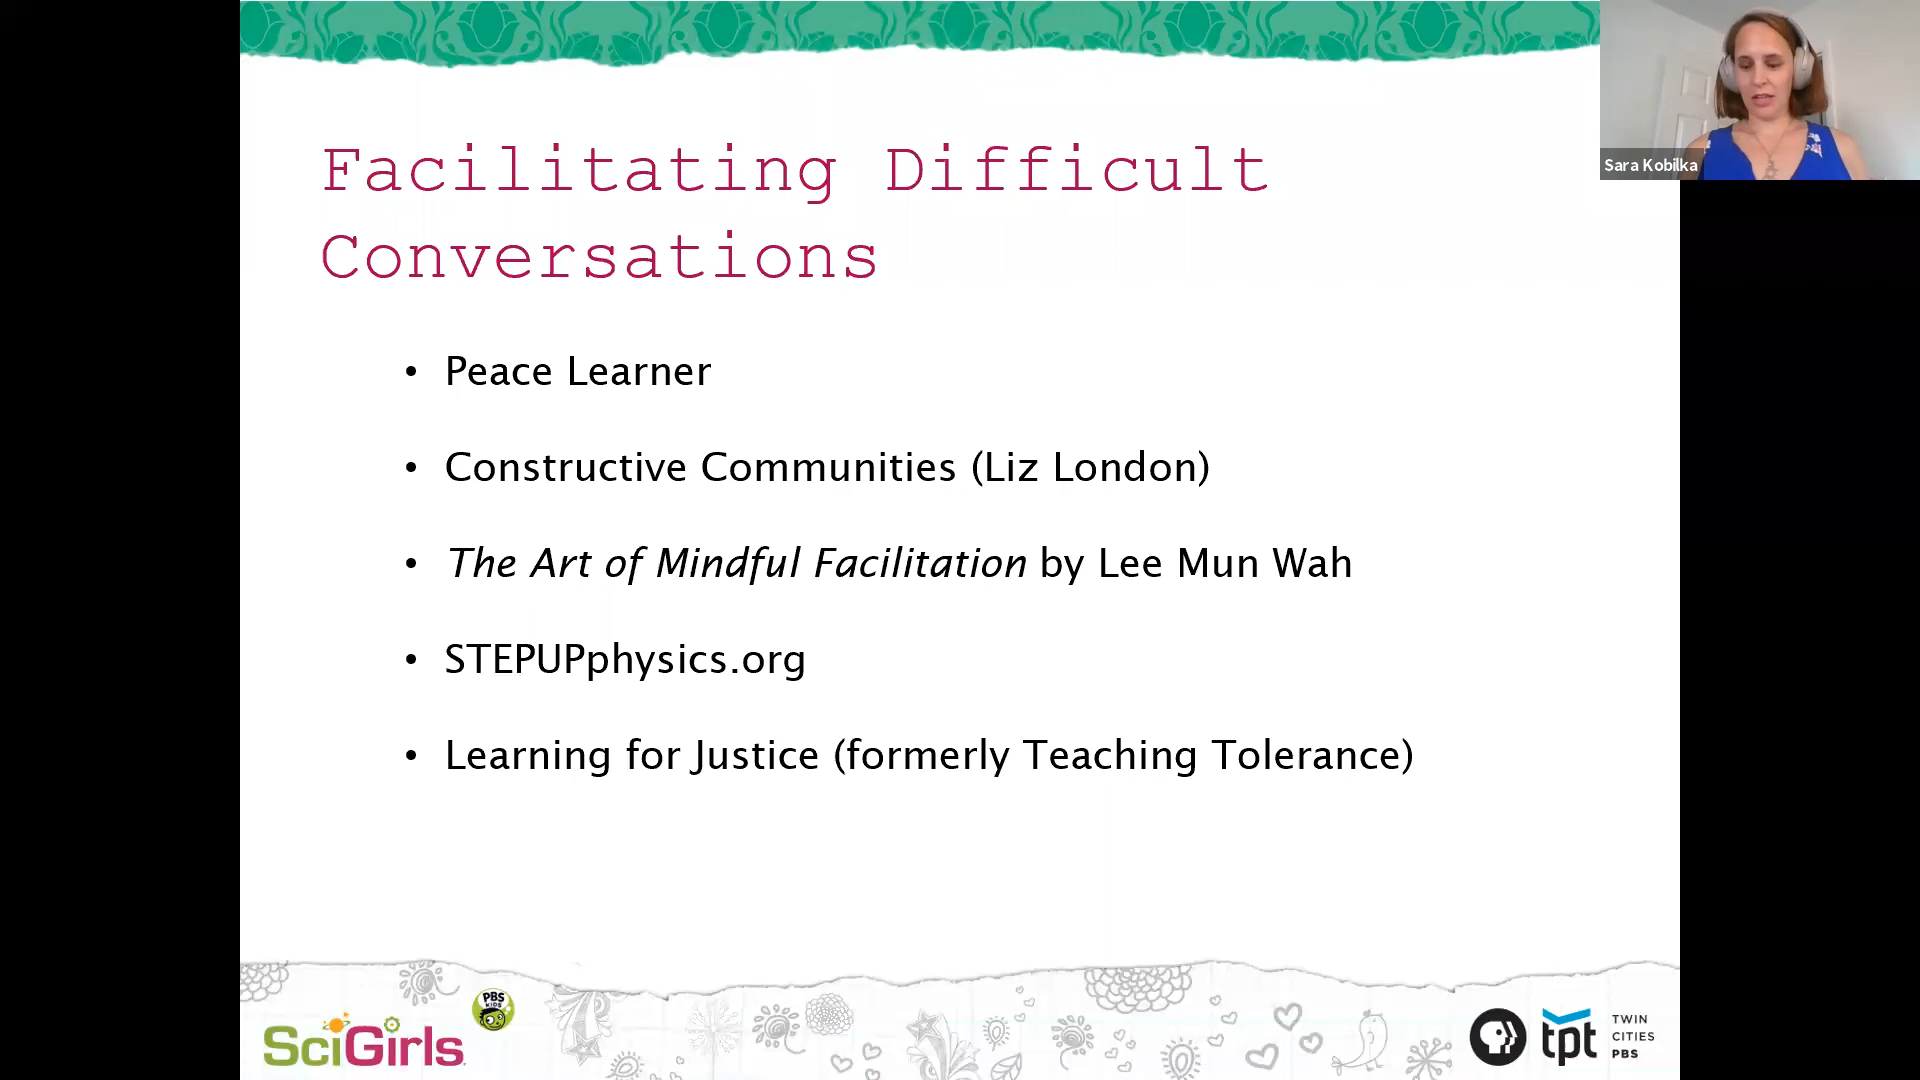 Facilitating Difficult
Conversations
• Peace Learner
• Constructive Communities (Liz London)
• The Art of Mindful Facilitation by Lee Mun Wah
• STEPUPphysics.org
• Learning for Justice (formerly Teaching Tolerance)
Sara Kobilka
PBS
KIDS
SciGirls
tpt
TWIN
CITIES
PBS